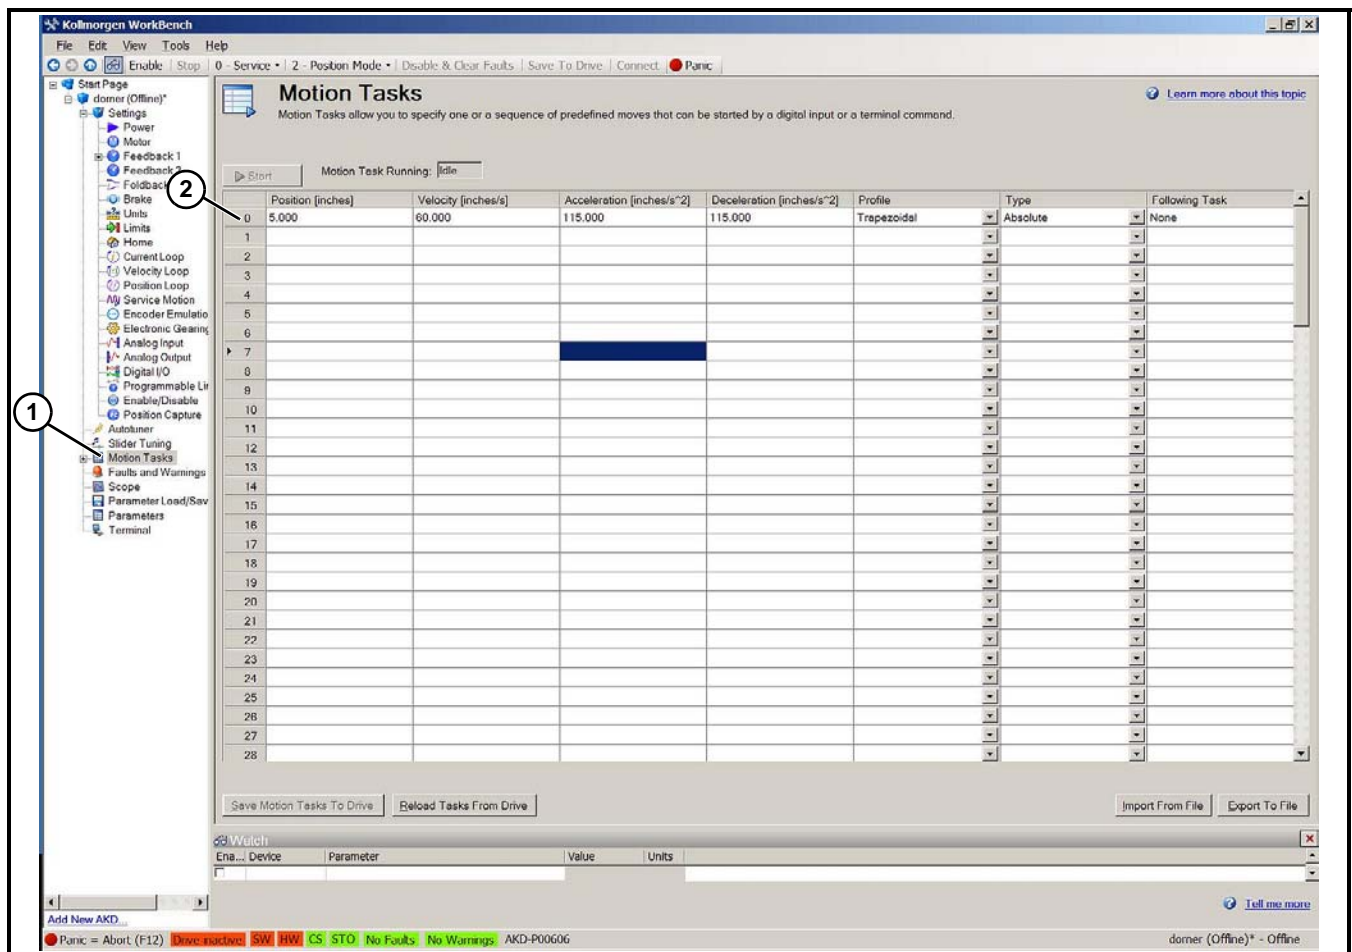 Kollmorgen WorkBench
File Edit View Tools Help
Enable Stop 0 - Service 2 - Position Mode Disable & Clear Faults Save To Drive Connect Panic
Start Page
dorner (Offline)*
Settings
Power
Motor
Feedback 1
Feedback
Foldback
Brake
Units
Limits
Home
Current Loop
Velocity Loop
Position Loop
Service Motion
Encoder Emulatio
Electronic Gearing
Analog Input
Analog Output
Digital I/O
Programmable Lir
Enable/Disable
Position Capture
Autotuner
Slider Tuning
Motion Tasks
Faults and Warnings
Scope
Parameter Load/Sav
Parameters
Terminal
Add New AKD...
1
2
Motion Tasks
Learn more about this topic
Motion Tasks allow you to specify one or a sequence of predefined moves that can be started by a digital input or a terminal command.
Start Motion Task Running: Idle
Position [inches] Velocity [inches/s] Acceleration [inches/s^2] Deceleration [inches/s^2] Profile Type Following Task
0 5.000 60.000 115.000 115.000 Trapezoidal Absolute None
1
2
3
4
5
6
7
8
9
10
11
12
13
14
15
16
17
18
19
20
21
22
23
24
25
26
27
28
Save Motion Tasks To Drive Reload Tasks From Drive Import From File Export To File
Watch
Ena... Device Parameter Value Units
Tell me more
Panic = Abort (F12) Drive inactive SW HW CS STO No Faults No Warnings AKD-P00606 dorner (Offline)* - Offline